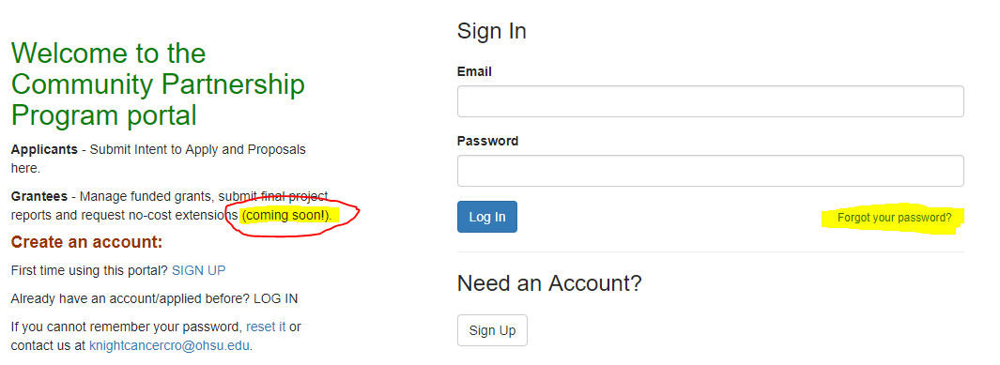 Welcome to the
Community Partnership
Program portal
Applicants - Submit Intent to Apply and Proposals
here.
Grantees - Manage funded grants, submit final project
reports and request no-cost extensions (coming soon!).
Create an account:
First time using this portal? SIGN UP
Already have an account/applied before? LOG IN
If you cannot remember your password, reset it or
contact us at knightcancercro@ohsu.edu.
Sign In
Email
Password
Log In
Forgot your password?
Need an Account?
Sign Up